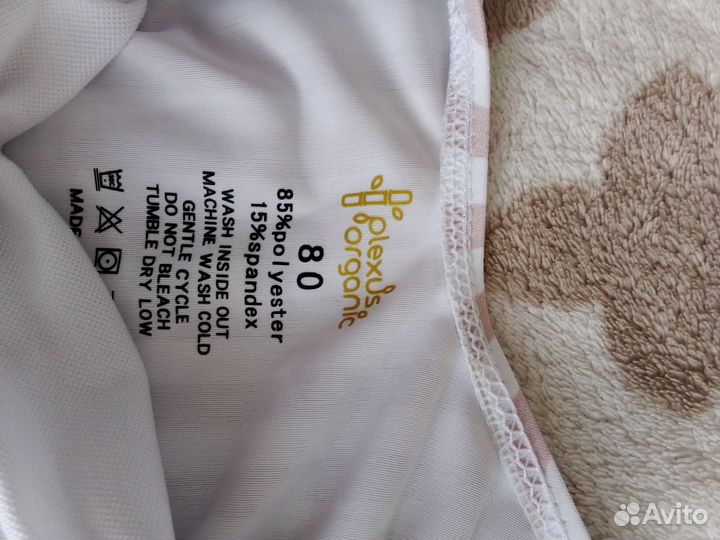 plexus
organic
80
85%polyester
15%spandex
WASH INSIDE OUT
MACHINE WASH COLD
GENTLE CYCLE
DO NOT BLEACH
TUMBLE DRY LOW
MADE
Avito